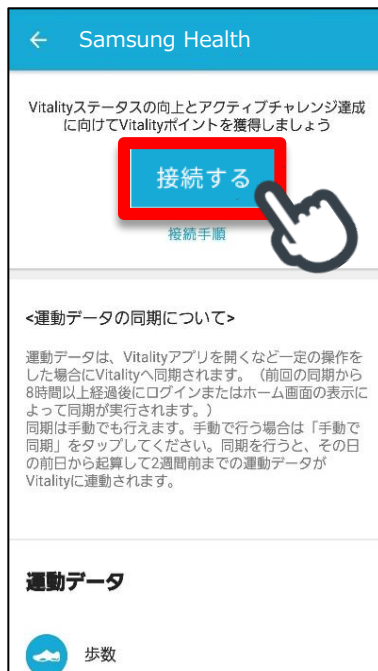 ← Samsung Health
Vitalityステータスの向上とアクティブチャレンジ達成
に向けてVitalityポイントを獲得しましょう
接続する
接続手順
<運動データの同期について>
運動データは、Vitalityアプリを開くなど一定の操作を
した場合にVitalityへ同期されます。（前回の同期から
8時間以上経過後にログインまたはホーム画面の表示に
よって同期が実行されます。）
同期は手動でも行えます。手動で行う場合は「手動で
同期」をタップしてください。同期を行うと、その日
の前日から起算して2週間前までの運動データが
Vitalityに連動されます。
運動データ
歩数